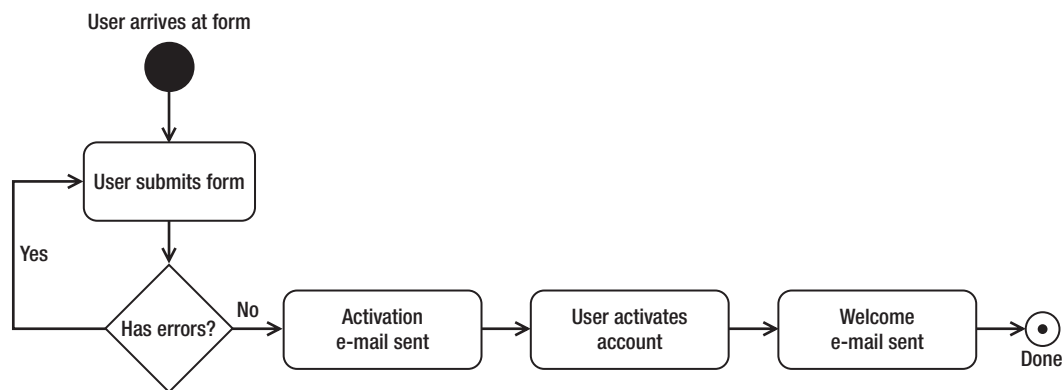 User arrives at form
User submits form
Yes
Has errors?
No
Activation
e-mail sent
User activates
account
Welcome
e-mail sent
Done